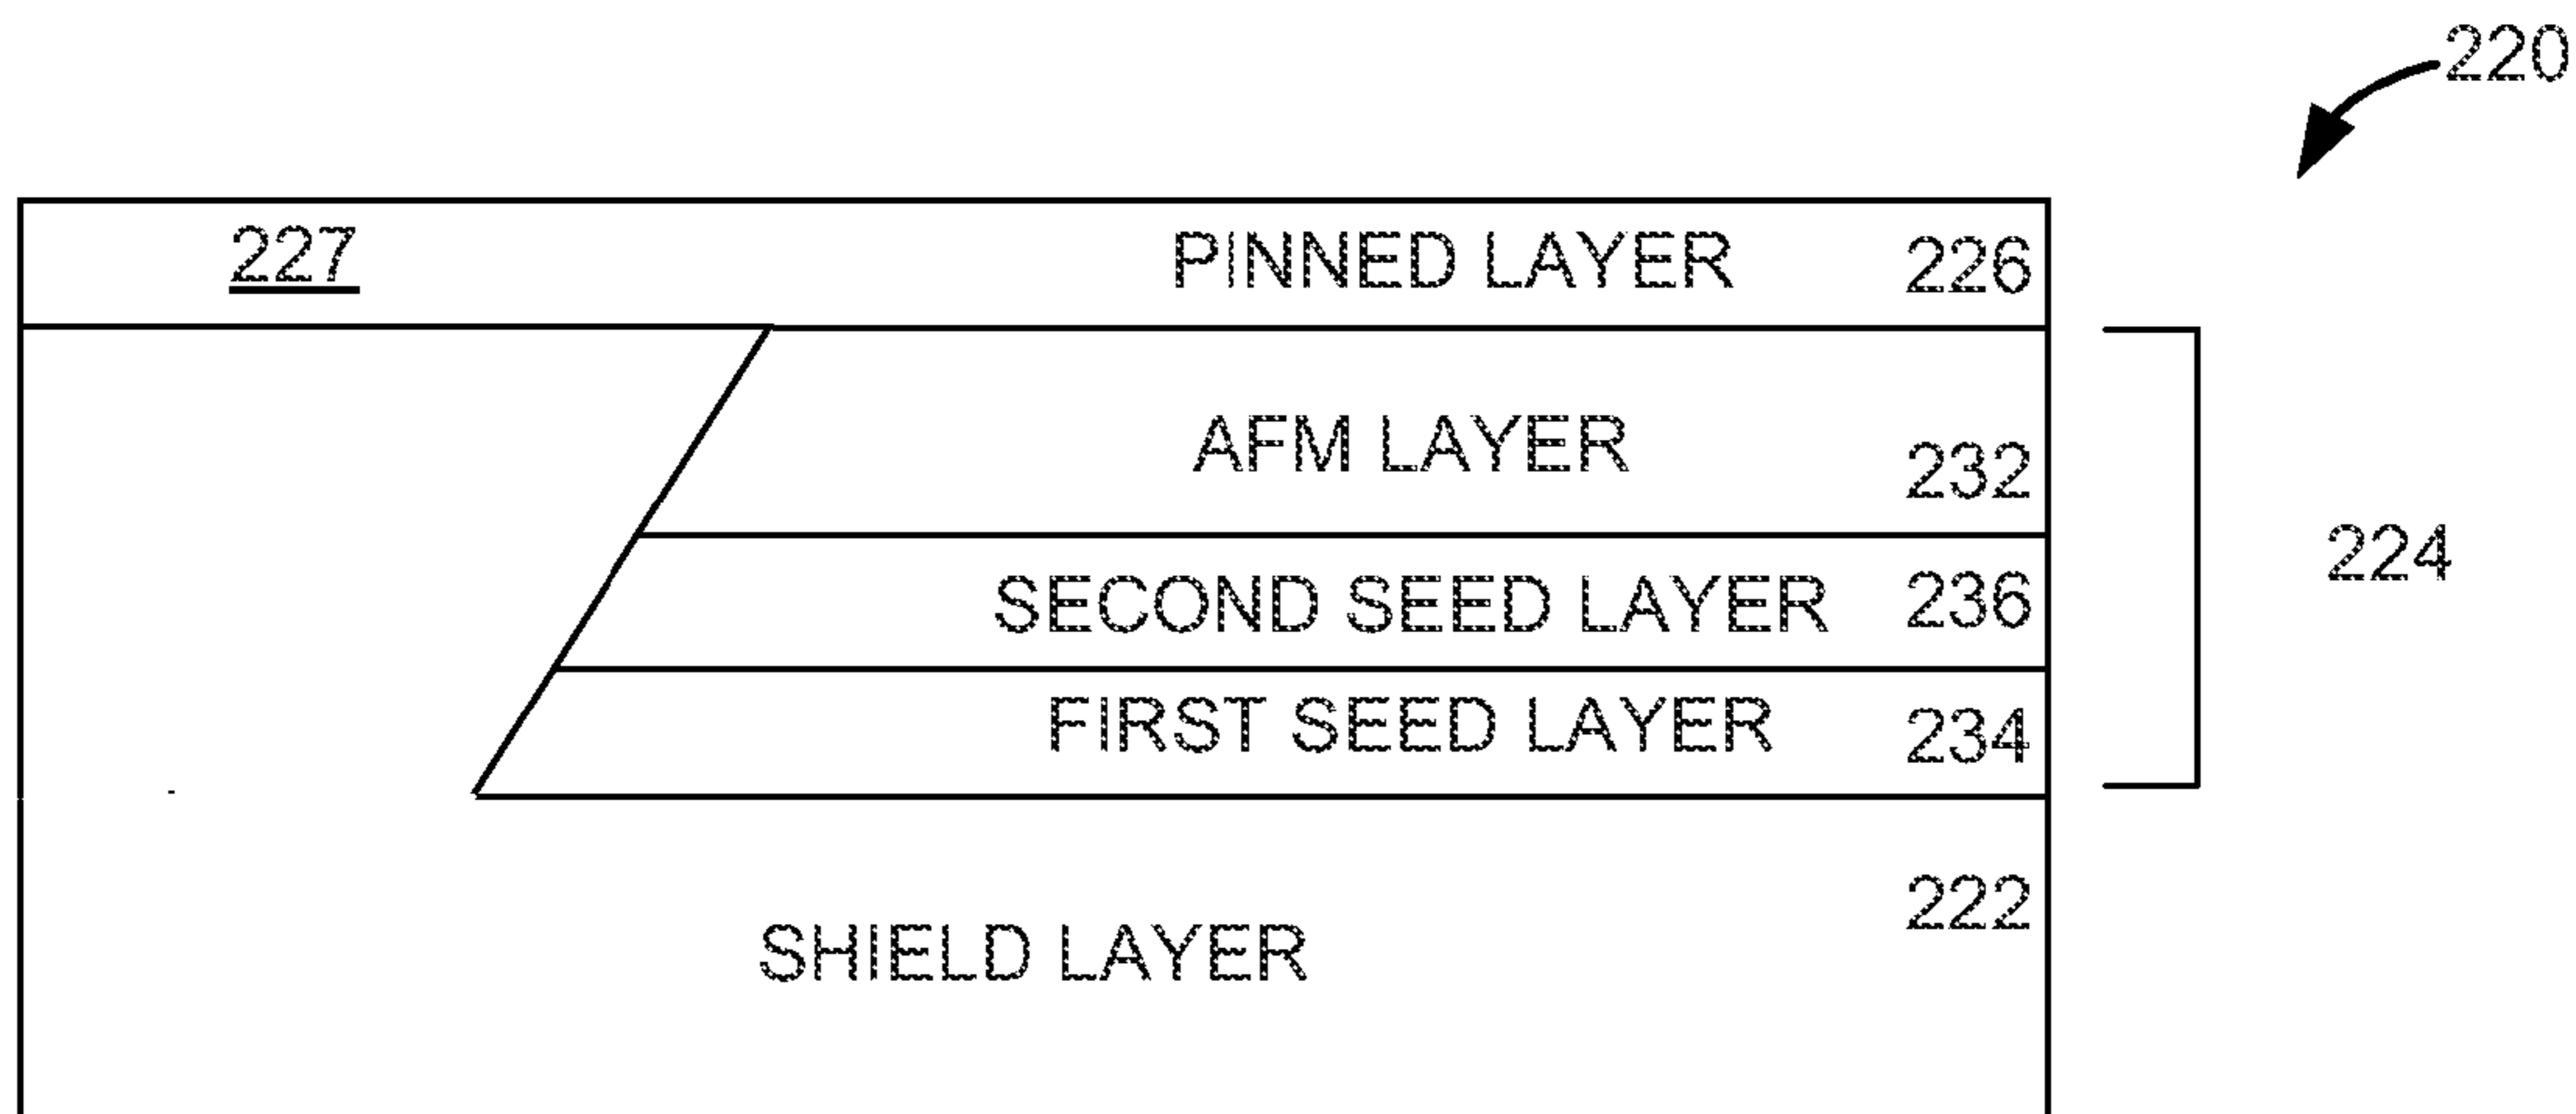 220
227 PINNED LAYER 226
AFM LAYER 232
224
SECOND SEED LAYER 236
FIRST SEED LAYER 234
222
SHIELD LAYER